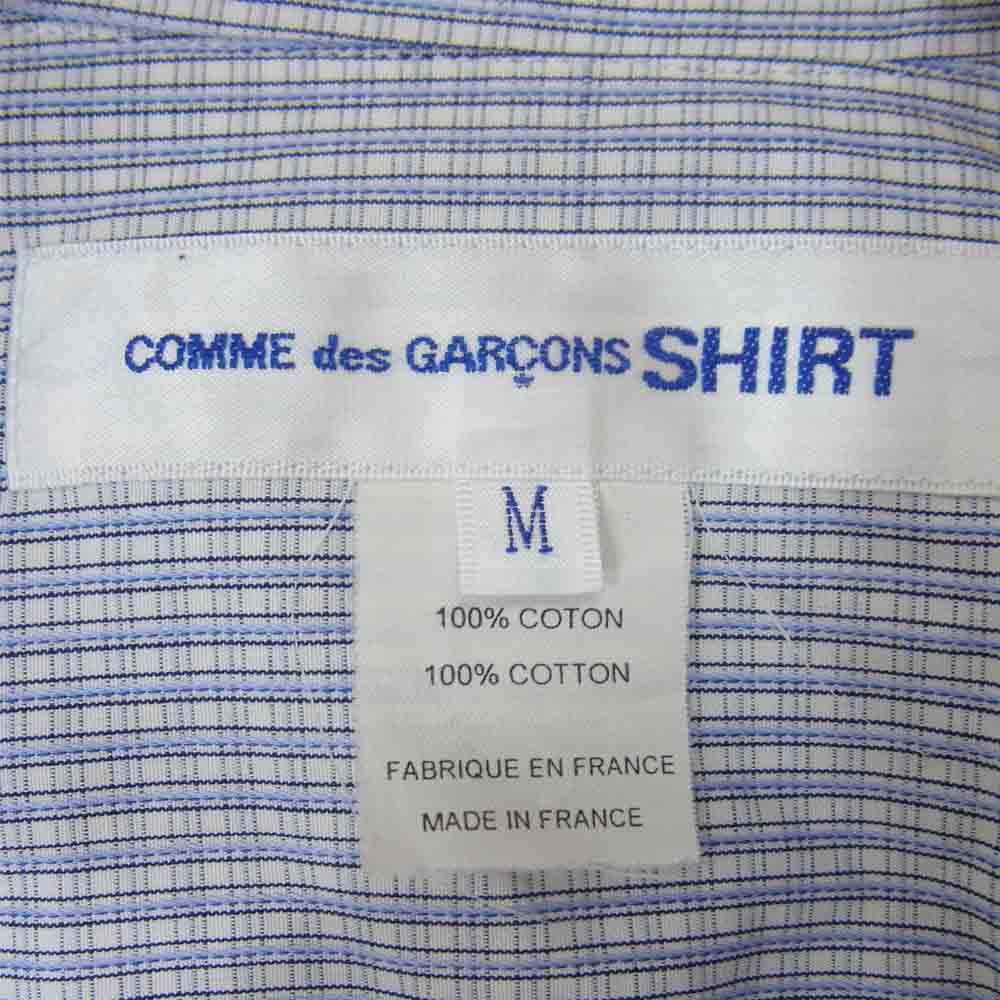 COMME des GARÇONS SHIRT
M
100% COTON
100% COTTON
FABRIQUE EN FRANCE
MADE IN FRANCE